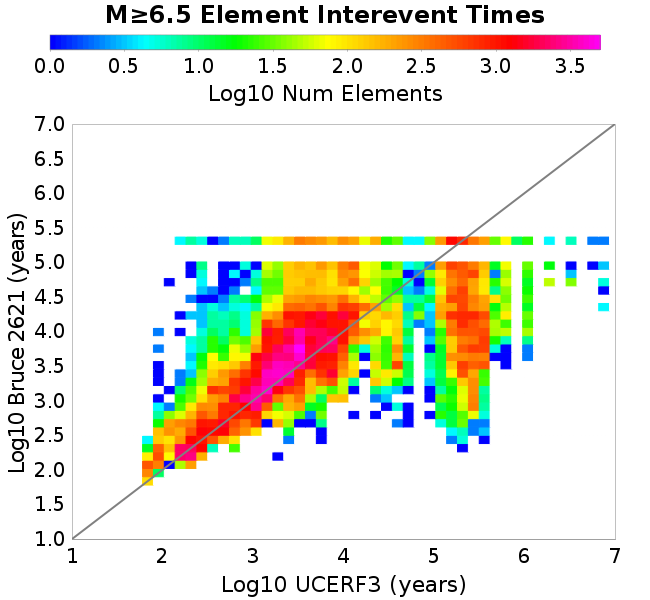 M≥6.5 Element Interevent Times
0.0 0.5 1.0 1.5 2.0 2.5 3.0 3.5
Log10 Num Elements
7.0
6.5
6.0
5.5
5.0
4.5
4.0
3.5
3.0
2.5
2.0
1.5
1.0
Log10 Bruce 2621 (years)
1 2 3 4 5 6 7
Log10 UCERF3 (years)